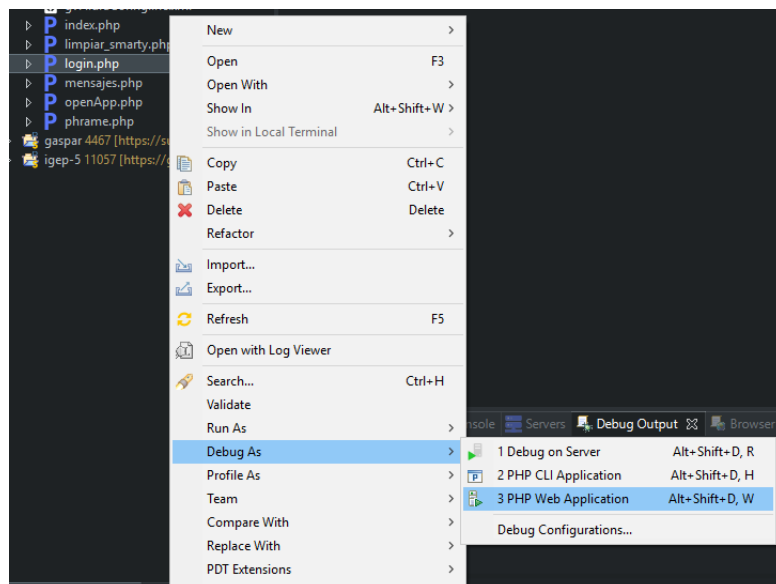 index.php
limpiar_smarty.php
login.php
mensajes.php
openApp.php
phrame.php
gaspar 4467 [https://su
igep-5 11057 [https://g
New
Open F3
Open With
Show In Alt+Shift+W
Show in Local Terminal
Copy Ctrl+C
Paste Ctrl+V
Delete Delete
Refactor
Import...
Export...
Refresh F5
Open with Log Viewer
Search... Ctrl+H
Validate
Run As
Debug As
Profile As
Team
Compare With
Replace With
PDT Extensions
nsole Servers Debug Output Browser
1 Debug on Server Alt+Shift+D, R
2 PHP CLI Application Alt+Shift+D, H
3 PHP Web Application Alt+Shift+D, W
Debug Configurations...